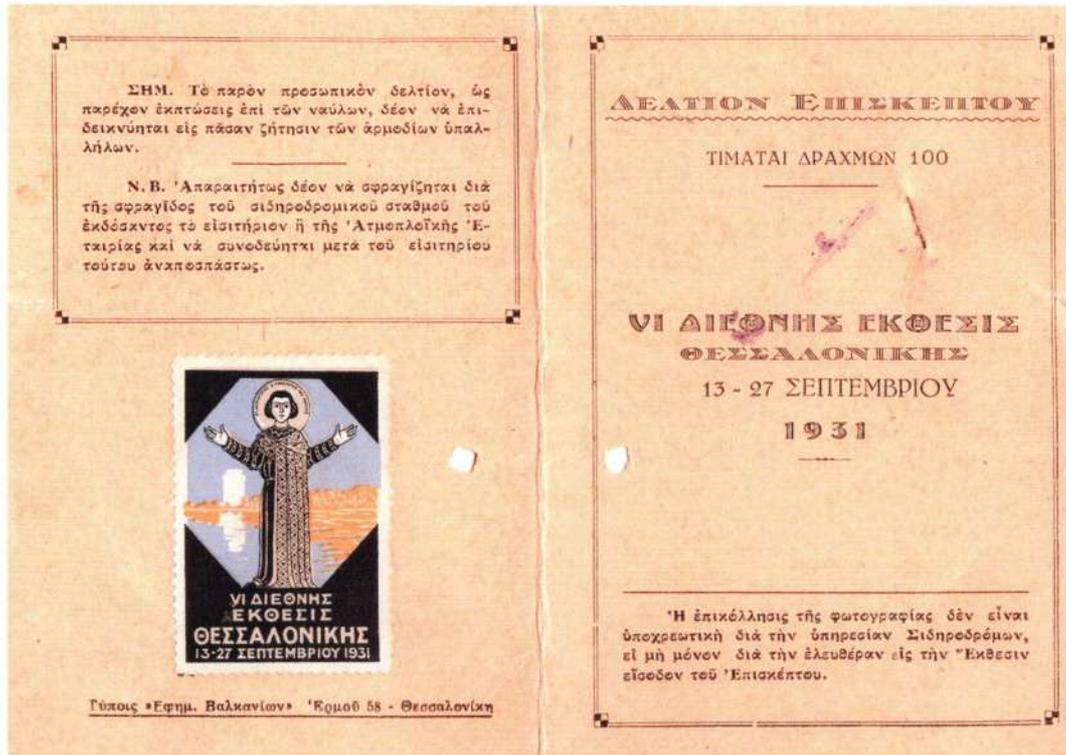 ΣΗΜ. Τὸ παρὸν προσωπικὸν δελτίον, ὡς
παρέχον ἐκπτώσεις ἐπὶ τῶν ναύλων, δέον νὰ ἐπι-
δεικνύηται εἰς πᾶσαν ζήτησιν τῶν ἁρμοδίων ὑπαλ-
λήλων.
Ν.Β. Ἀπαραιτήτως δέον νὰ σφραγίζηται διὰ
τῆς σφραγῖδος τοῦ σιδηροδρομικοῦ σταθμοῦ τοῦ
ἐκδόσαντος τὸ εἰσιτήριον ἢ τῆς Ἀτμοπλοϊκῆς Ἑ-
ταιρίας καὶ νὰ συνοδεύηται μετὰ τοῦ εἰσιτηρίου
τούτου ἀναποσπάστως.
VI ΔΙΕΘΝΗΣ
ΕΚΘΕΣΙΣ
ΘΕΣΣΑΛΟΝΙΚΗΣ
13-27 ΣΕΠΤΕΜΒΡΙΟΥ 1931
Τύποις «Εφημ. Βαλκανίων» Ἑρμοῦ 58 - Θεσσαλονίκη
ΔΕΛΤΙΟΝ ΕΠΙΣΚΕΠΤΟΥ
ΤΙΜΑΤΑΙ ΔΡΑΧΜΩΝ 100
VI ΔΙΕΘΝΗΣ ΕΚΘΕΣΙΣ
ΘΕΣΣΑΛΟΝΙΚΗΣ
13 - 27 ΣΕΠΤΕΜΒΡΙΟΥ
1931
Ἡ ἐπικόλλησις τῆς φωτογραφίας δὲν εἶναι
ὑποχρεωτικὴ διὰ τὴν ὑπηρεσίαν Σιδηροδρόμων,
εἰ μὴ μόνον διὰ τὴν ἐλευθέραν εἰς τὴν Ἔκθεσιν
εἴσοδον τοῦ Ἐπισκέπτου.